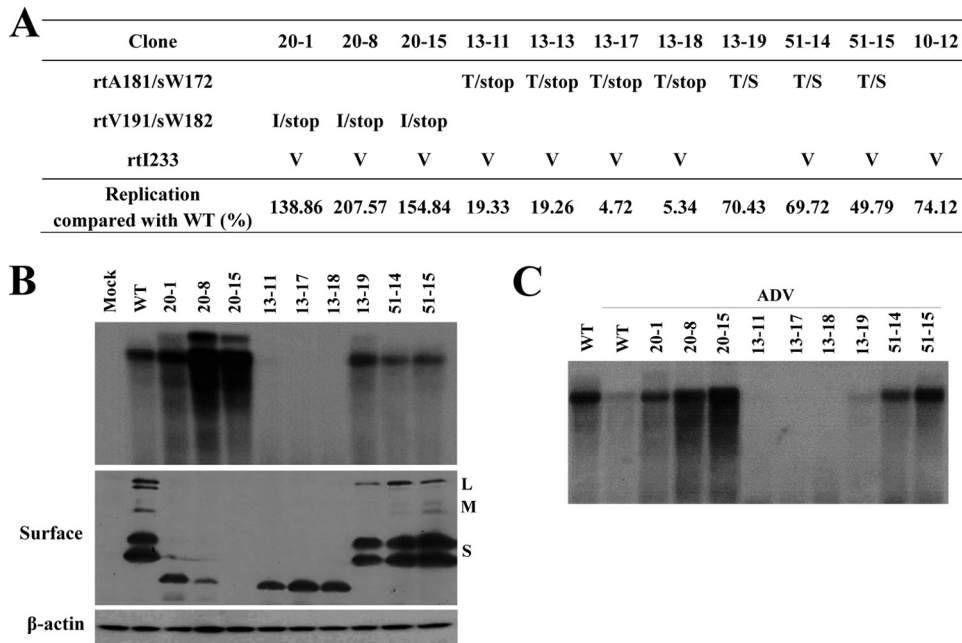 A
Clone 20-1 20-8 20-15 13-11 13-13 13-17 13-18 13-19 51-14 51-15 10-12
rtA181/sW172 T/stop T/stop T/stop T/stop T/S T/S T/S
rtV191/sW182 I/stop I/stop I/stop
rtI233 V V V V V V V V V V
Replication
compared with WT (%) 138.86 207.57 154.84 19.33 19.26 4.72 5.34 70.43 69.72 49.79 74.12
B
Mock WT 20-1 20-8 20-15 13-11 13-17 13-18 13-19 51-14 51-15
Surface
L
M
S
β-actin
C
ADV
WT WT 20-1 20-8 20-15 13-11 13-17 13-18 13-19 51-14 51-15